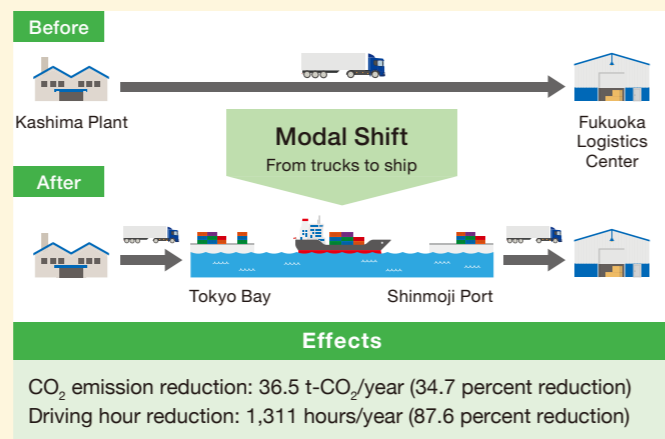 Before
Kashima Plant
Fukuoka
Logistics
Center
Modal Shift
From trucks to ship
After
Tokyo Bay
Shinmoji Port
Effects
CO₂ emission reduction: 36.5 t-CO₂/year (34.7 percent reduction)
Driving hour reduction: 1,311 hours/year (87.6 percent reduction)